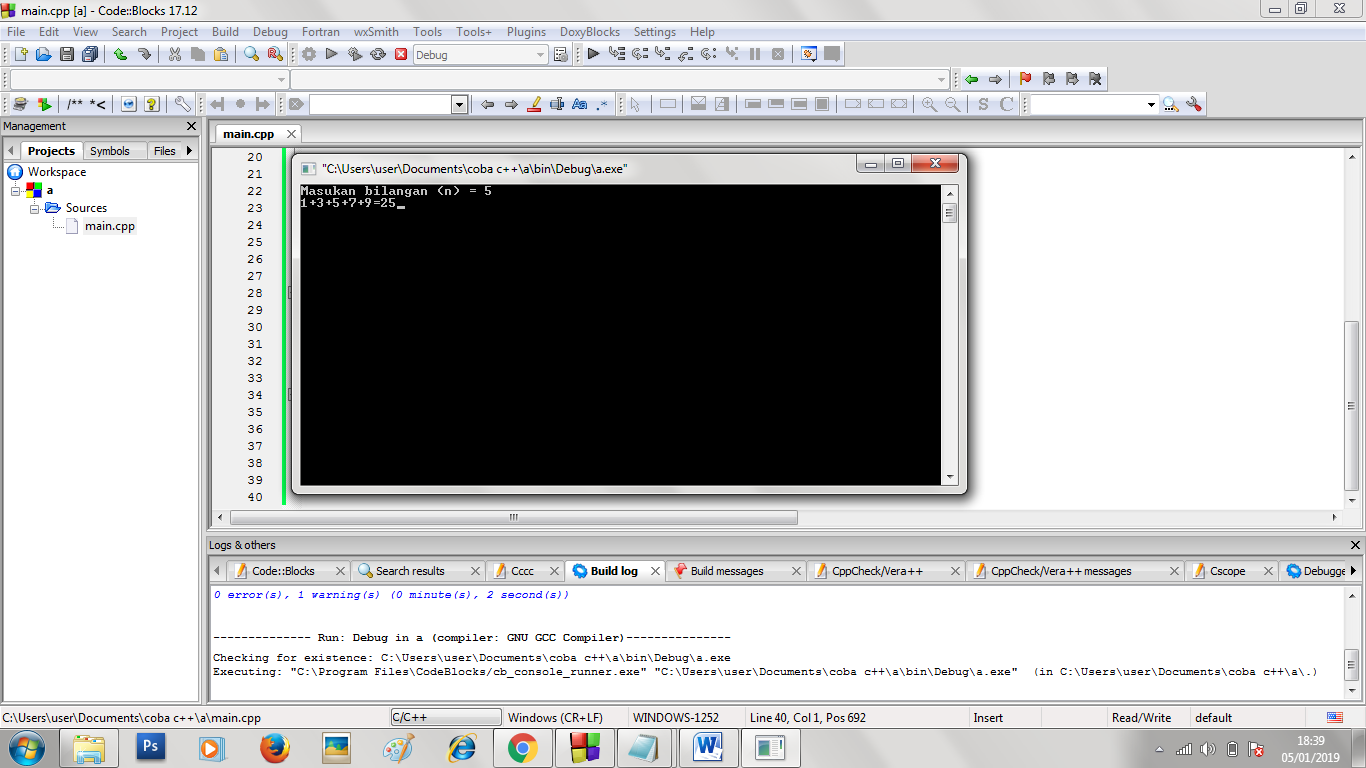 main.cpp [a] - Code::Blocks 17.12
File Edit View Search Project Build Debug Fortran wxSmith Tools Tools+ Plugins DoxyBlocks Settings Help
Debug
/** *<
Aa .*
S C
Management
main.cpp
Projects Symbols Files
Workspace
a
Sources
main.cpp
20
21
22
23
24
25
26
27
28
29
30
31
32
33
34
35
36
37
38
39
40
"C:\Users\user\Documents\coba c++\a\bin\Debug\a.exe"
Masukan bilangan (n) = 5
1+3+5+7+9=25_
Logs & others
Code::Blocks Search results Cccc Build log Build messages CppCheck/Vera++ CppCheck/Vera++ messages Cscope Debugge
0 error(s), 1 warning(s) (0 minute(s), 2 second(s))
-------------- Run: Debug in a (compiler: GNU GCC Compiler)---------------
Checking for existence: C:\Users\user\Documents\coba c++\a\bin\Debug\a.exe
Executing: "C:\Program Files\CodeBlocks/cb_console_runner.exe" "C:\Users\user\Documents\coba c++\a\bin\Debug\a.exe"  (in C:\Users\user\Documents\coba c++\a\.)
C:\Users\user\Documents\coba c++\a\main.cpp C/C++ Windows (CR+LF) WINDOWS-1252 Line 40, Col 1, Pos 692 Insert Read/Write default
Ps
W
18:39
05/01/2019